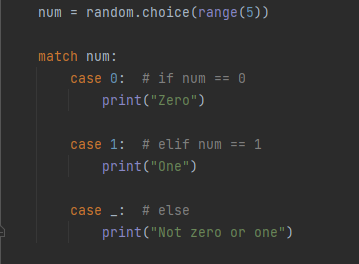 num = random.choice(range(5))
match num:
    case 0:  # if num == 0
        print("Zero")
    case 1:  # elif num == 1
        print("One")
    case _:  # else
        print("Not zero or one")